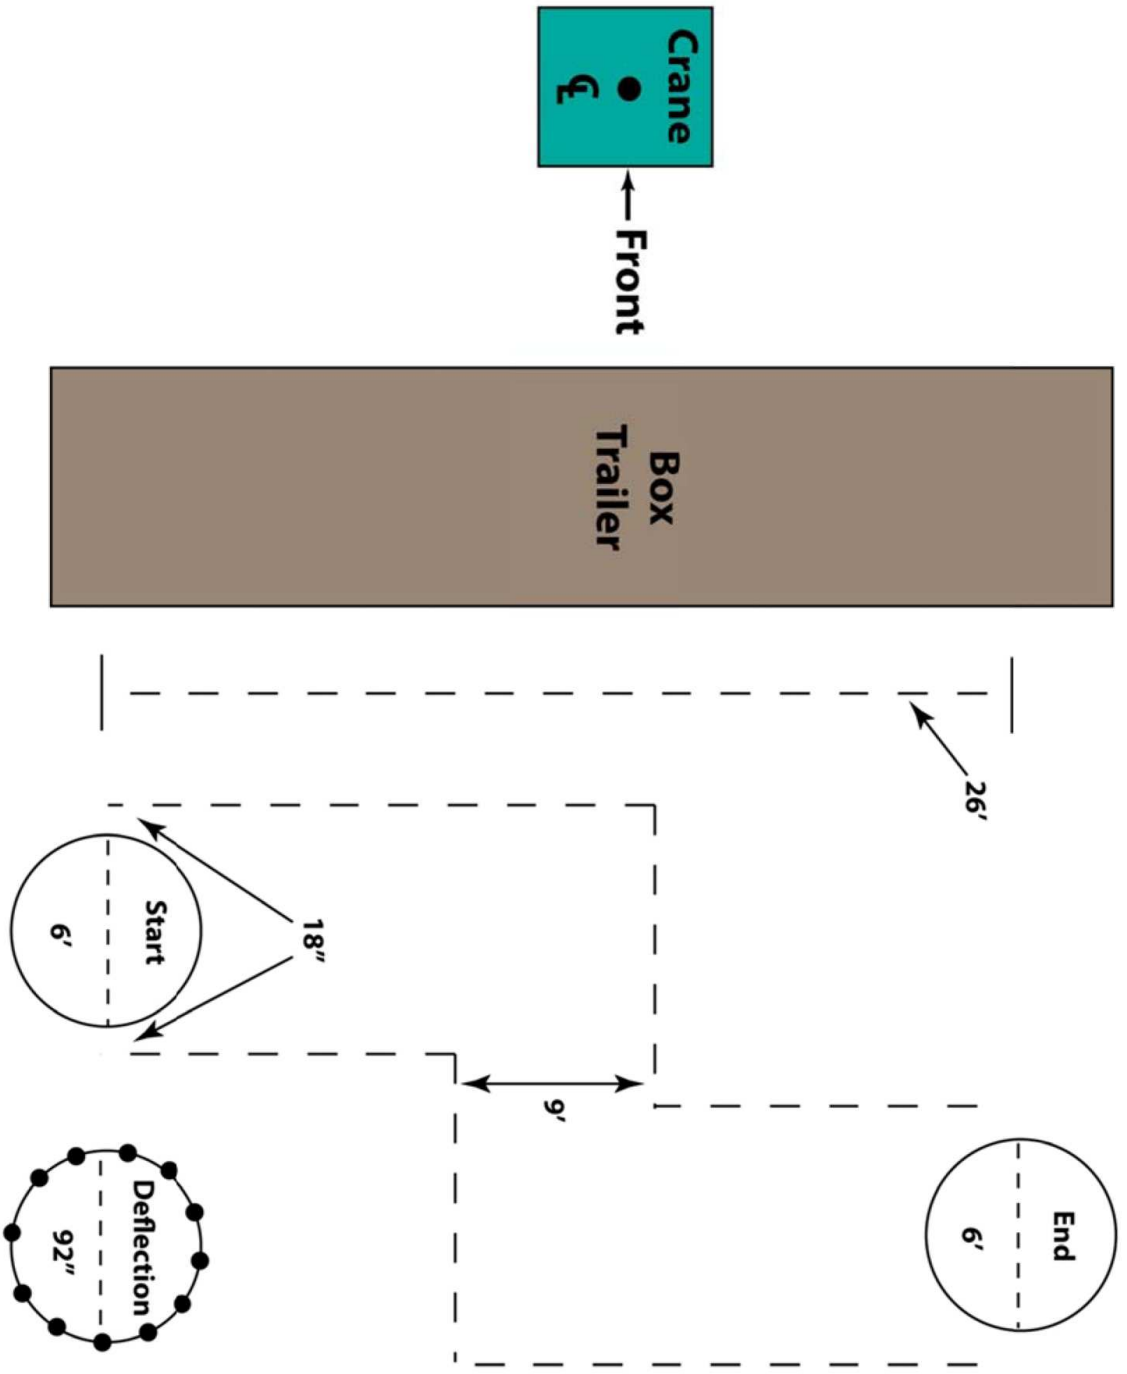 Crane
℄
Front
Box
Trailer
26’
18”
Start
6’
9’
End
6’
Deflection
92”